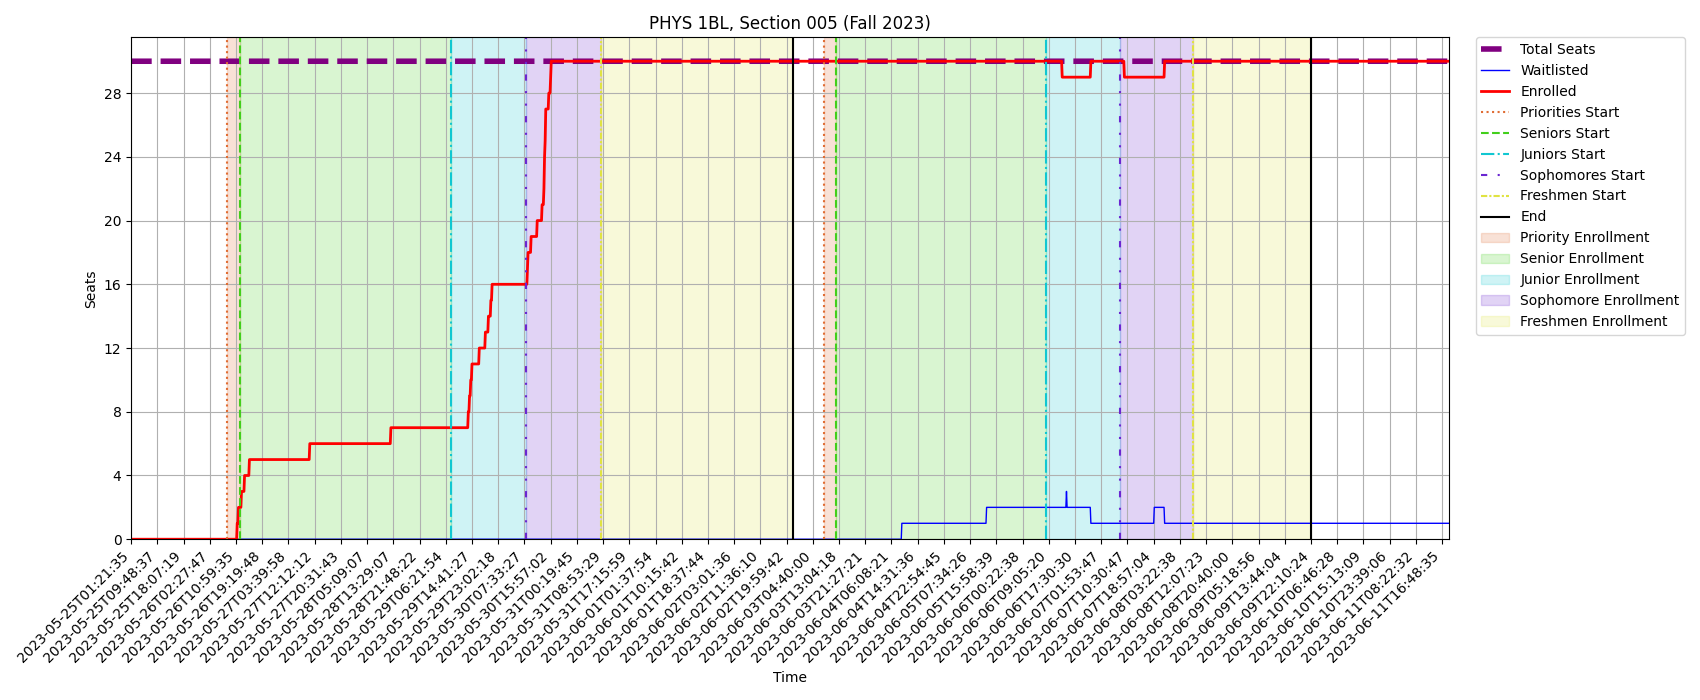 PHYS 1BL, Section 005 (Fall 2023)
Total Seats
Waitlisted
Enrolled
Priorities Start
Seniors Start
Juniors Start
Sophomores Start
Freshmen Start
End
Priority Enrollment
Senior Enrollment
Junior Enrollment
Sophomore Enrollment
Freshmen Enrollment
Seats
28
24
20
16
12
8
4
0
2023-05-25T01:21:35
2023-05-25T09:48:37
2023-05-25T18:07:19
2023-05-26T02:27:47
2023-05-26T10:59:35
2023-05-26T19:19:48
2023-05-27T03:39:58
2023-05-27T12:12:12
2023-05-27T20:31:43
2023-05-28T05:09:07
2023-05-28T13:29:07
2023-05-28T21:48:22
2023-05-29T06:21:54
2023-05-29T14:41:27
2023-05-29T23:02:18
2023-05-30T07:33:27
2023-05-30T15:57:02
2023-05-31T00:19:45
2023-05-31T08:53:29
2023-05-31T17:15:59
2023-06-01T01:37:54
2023-06-01T10:15:42
2023-06-01T18:37:44
2023-06-02T03:01:36
2023-06-02T11:36:10
2023-06-02T19:59:42
2023-06-03T04:40:00
2023-06-03T13:04:18
2023-06-03T21:27:21
2023-06-04T06:08:21
2023-06-04T14:31:36
2023-06-04T22:54:45
2023-06-05T07:34:26
2023-06-05T15:58:39
2023-06-06T00:22:38
2023-06-06T09:05:20
2023-06-06T17:30:30
2023-06-07T01:53:47
2023-06-07T10:30:47
2023-06-07T18:57:04
2023-06-08T03:22:38
2023-06-08T12:07:23
2023-06-08T20:40:00
2023-06-09T05:18:56
2023-06-09T13:44:04
2023-06-09T22:10:24
2023-06-10T06:46:28
2023-06-10T15:13:09
2023-06-10T23:39:06
2023-06-11T08:22:32
2023-06-11T16:48:35
Time